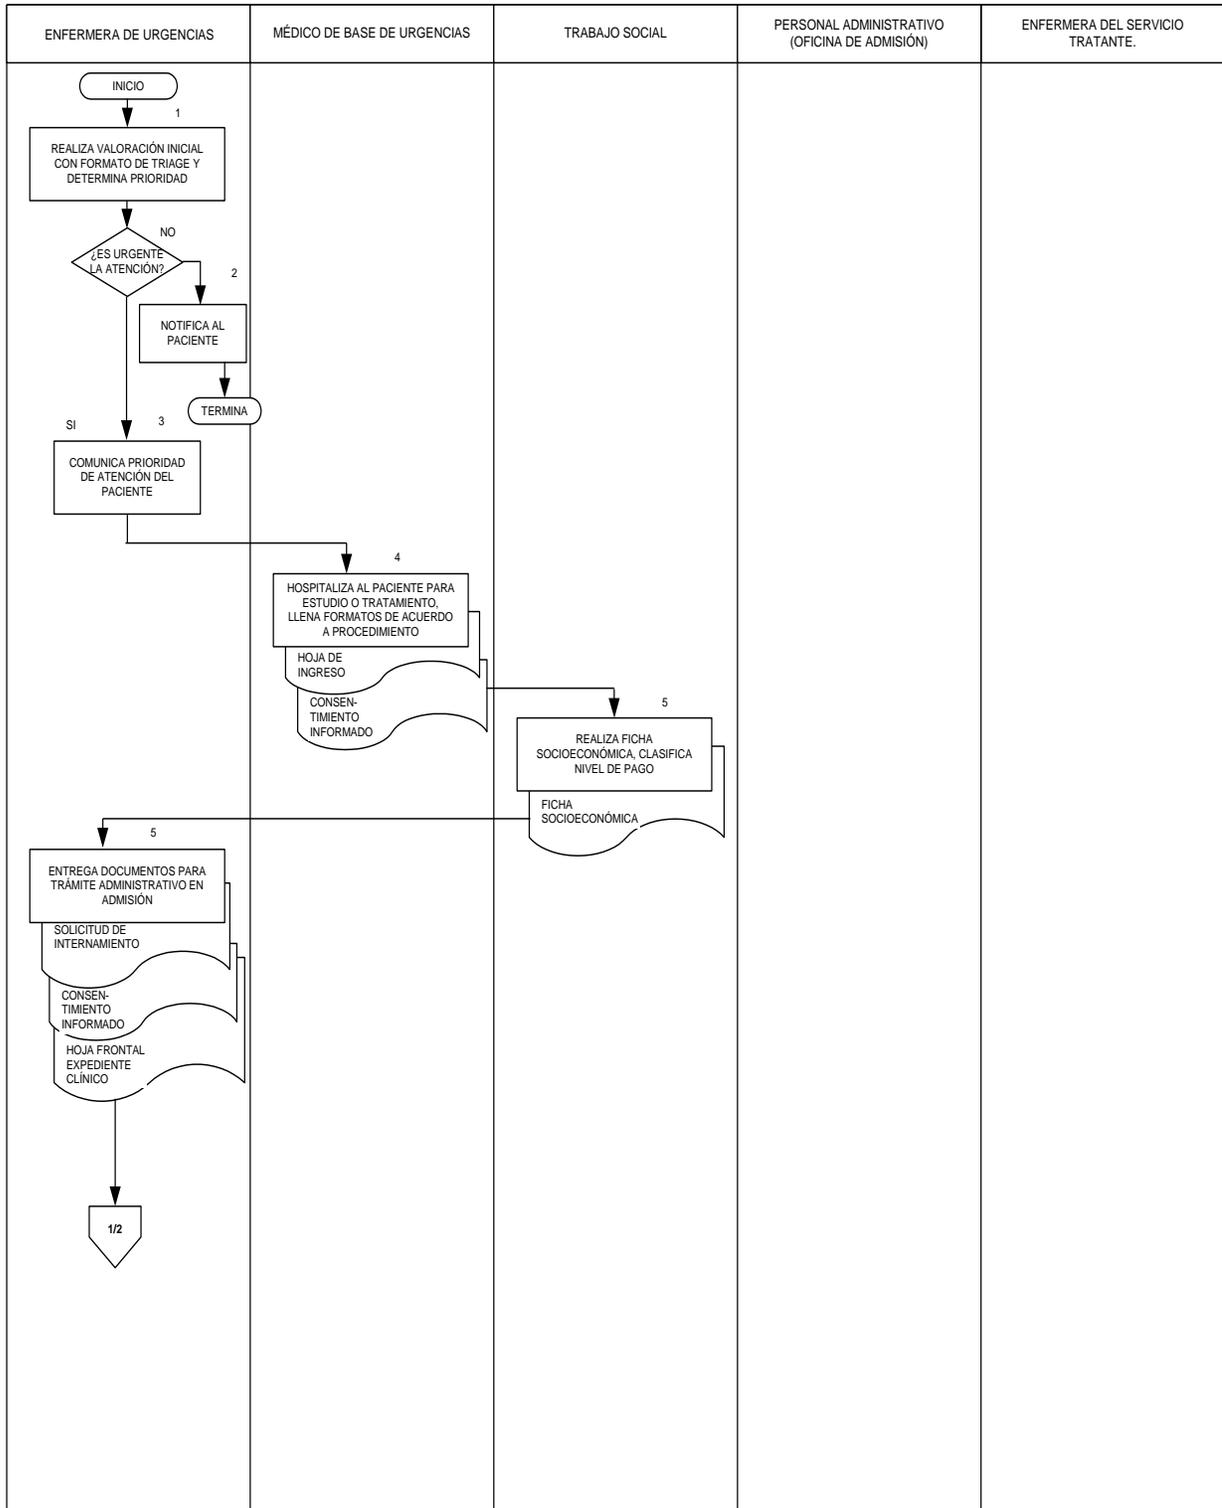 ENFERMERA DE URGENCIAS
MÉDICO DE BASE DE URGENCIAS
TRABAJO SOCIAL
PERSONAL ADMINISTRATIVO
(OFICINA DE ADMISIÓN)
ENFERMERA DEL SERVICIO
TRATANTE.
INICIO
1
REALIZA VALORACIÓN INICIAL
CON FORMATO DE TRIAGE Y
DETERMINA PRIORIDAD
NO
¿ES URGENTE
LA ATENCIÓN?
2
NOTIFICA AL
PACIENTE
TERMINA
SI
3
COMUNICA PRIORIDAD
DE ATENCIÓN DEL
PACIENTE
4
HOSPITALIZA AL PACIENTE PARA
ESTUDIO O TRATAMIENTO,
LLENA FORMATOS DE ACUERDO
A PROCEDIMIENTO
HOJA DE
INGRESO
CONSEN-
TIMIENTO
INFORMADO
5
REALIZA FICHA
SOCIOECONÓMICA, CLASIFICA
NIVEL DE PAGO
FICHA
SOCIOECONÓMICA
5
ENTREGA DOCUMENTOS PARA
TRÁMITE ADMINISTRATIVO EN
ADMISIÓN
SOLICITUD DE
INTERNAMIENTO
CONSEN-
TIMIENTO
INFORMADO
HOJA FRONTAL
EXPEDIENTE
CLÍNICO
1/2